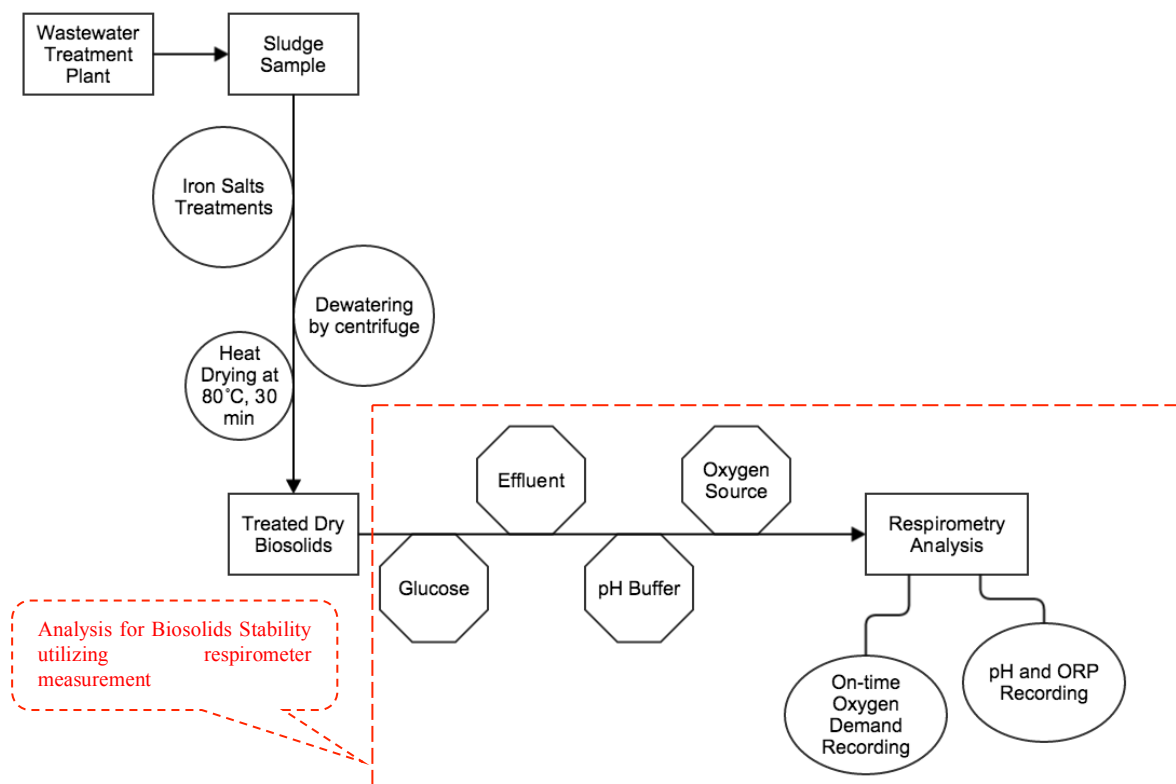 Wastewater
Treatment
Plant
Sludge
Sample
Iron Salts
Treatments
Dewatering
by centrifuge
Heat
Drying at
80˚C, 30
min
Treated Dry
Biosolids
Glucose
Effluent
pH Buffer
Oxygen
Source
Respirometry
Analysis
On-time
Oxygen
Demand
Recording
pH and ORP
Recording
Analysis for Biosolids Stability
utilizing respirometer
measurement